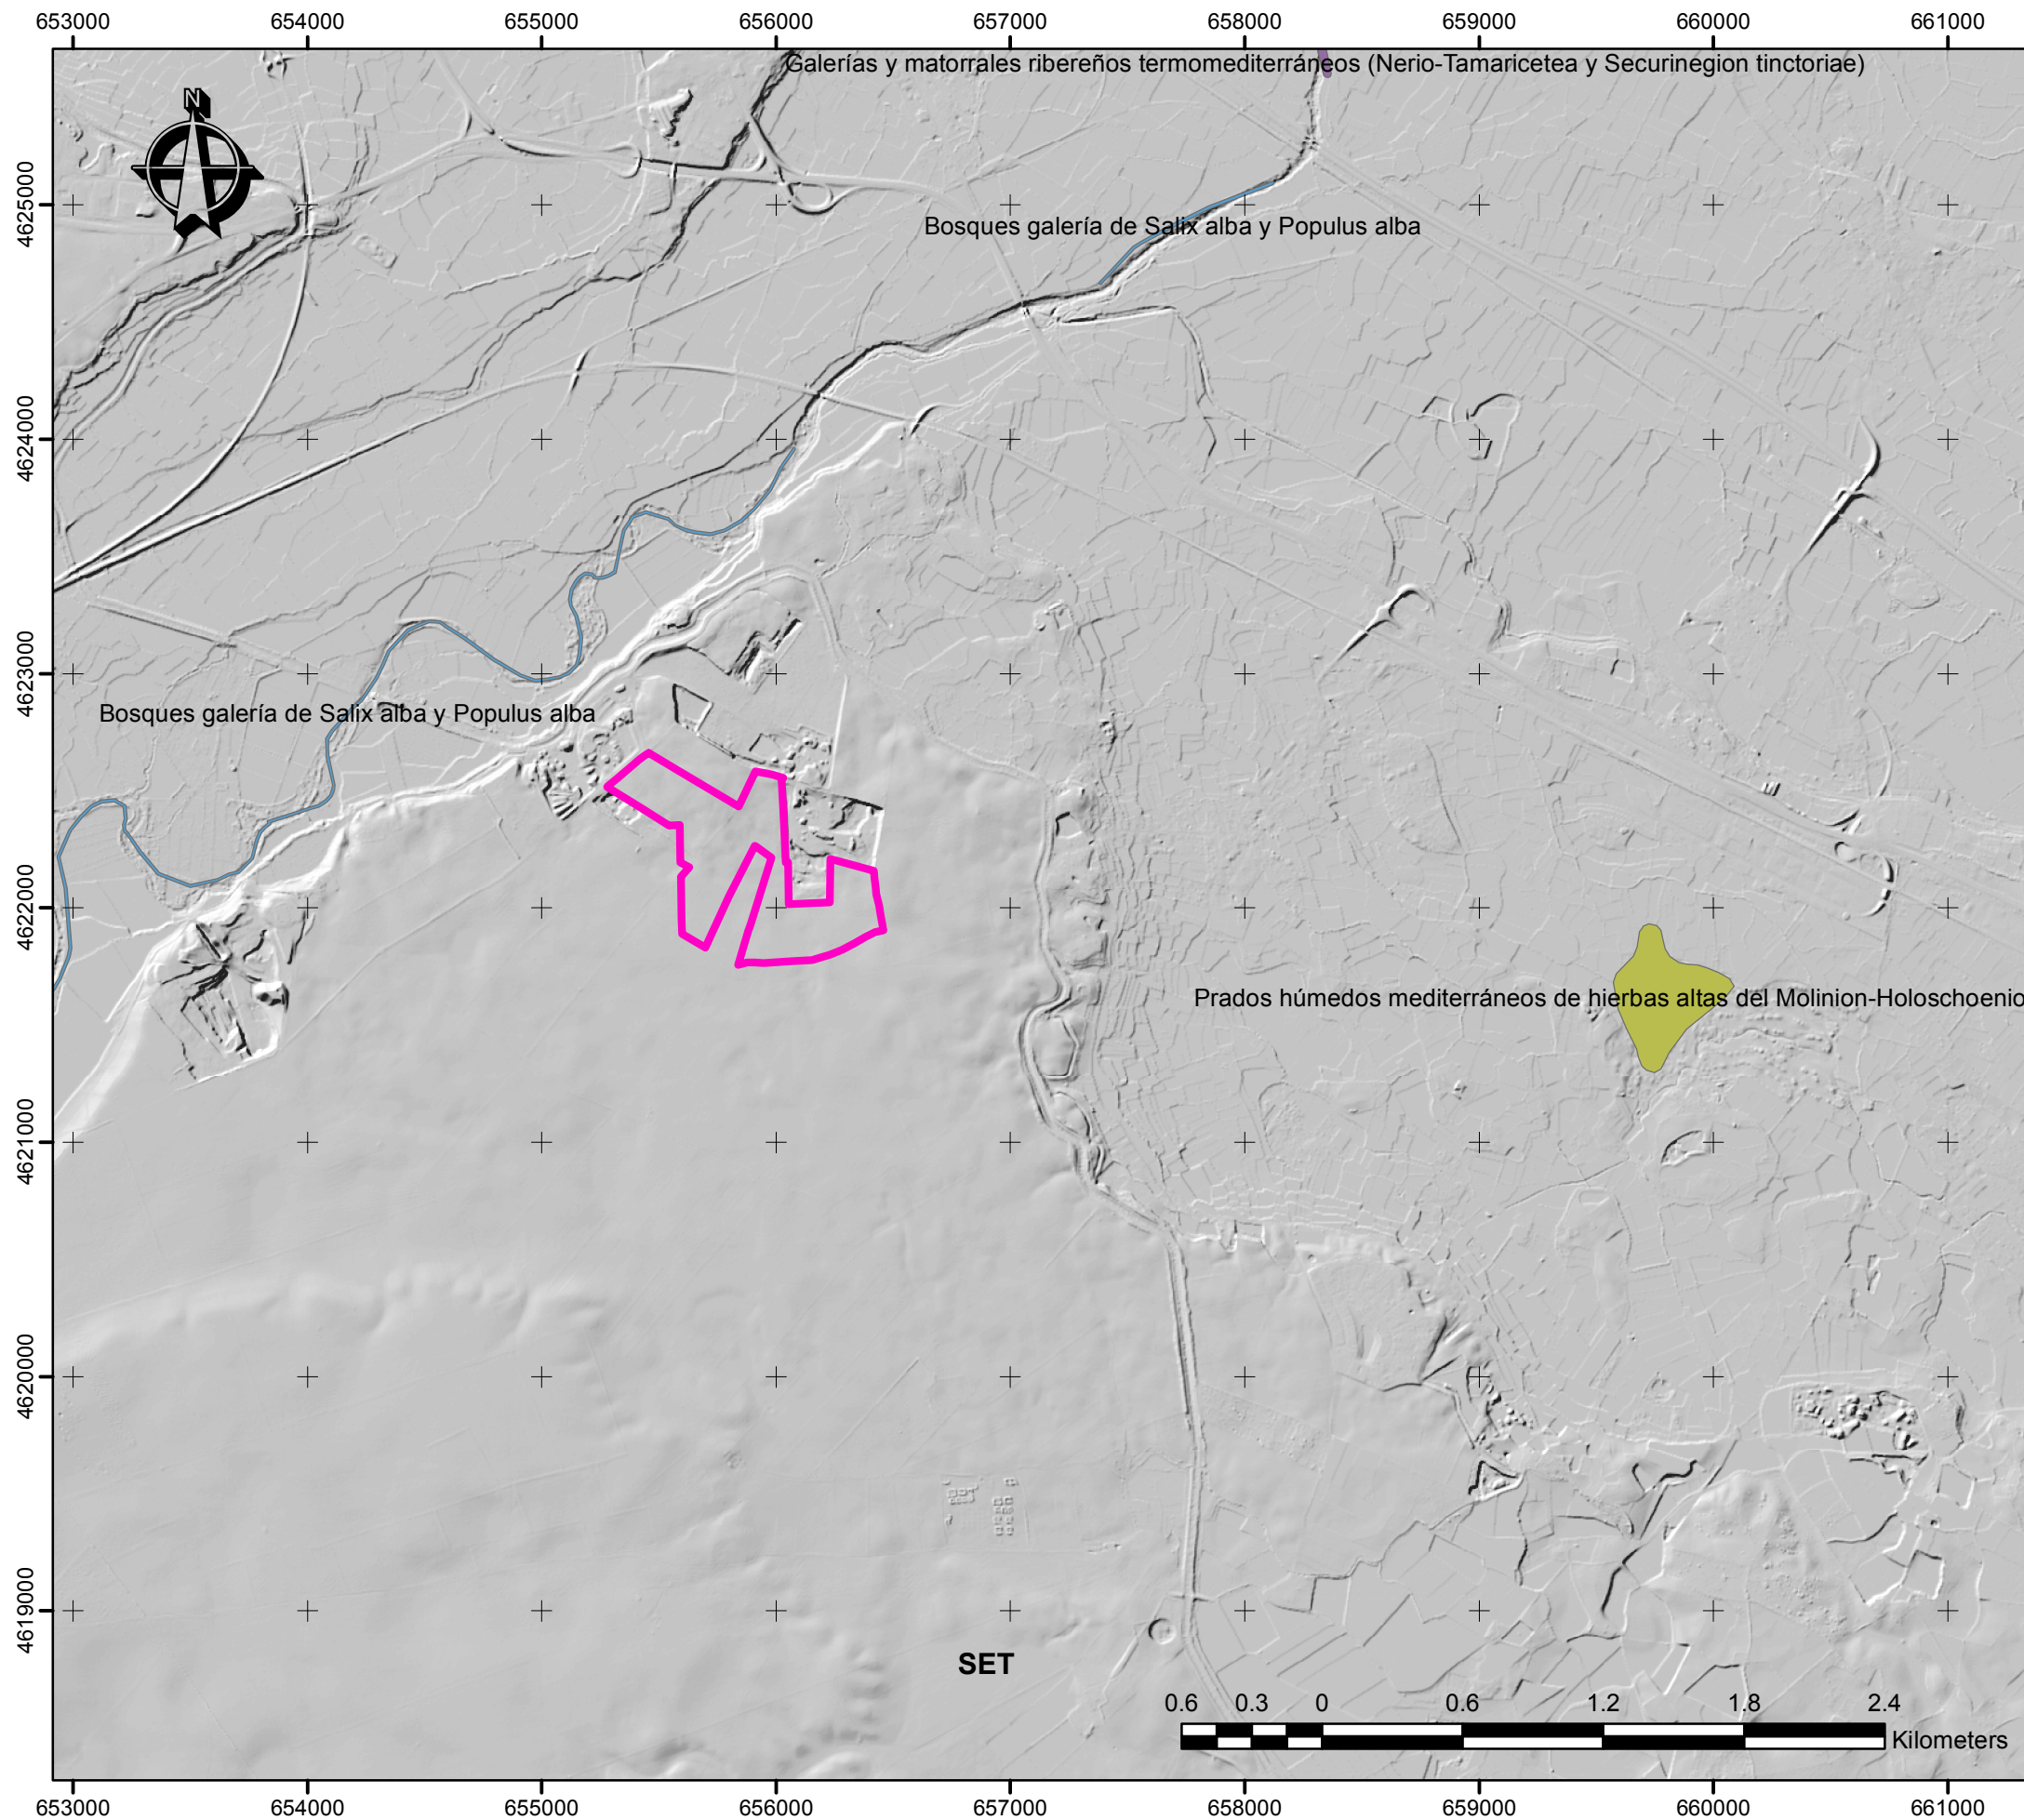 653000 654000 655000 656000 657000 658000 659000 660000 661000
Galerías y matorrales ribereños termomediterráneos (Nerio-Tamaricetea y Securinegion tinctoriae)
N
4625000
Bosques galería de Salix alba y Populus alba
4624000
4623000
Bosques galería de Salix alba y Populus alba
4622000
Prados húmedos mediterráneos de hierbas altas del Molinion-Holoschoenio
4621000
4620000
4619000
SET
0.6 0.3 0 0.6 1.2 1.8 2.4
Kilometers
653000 654000 655000 656000 657000 658000 659000 660000 661000